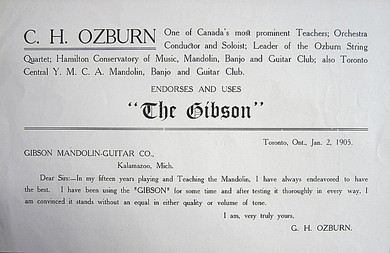 C. H. OZBURN One of Canada's most prominent Teachers; Orchestra
Conductor and Soloist; Leader of the Ozburn String
Quartet; Hamilton Conservatory of Music, Mandolin, Banjo and Guitar Club; also Toronto
Central Y. M. C. A. Mandolin, Banjo and Guitar Club.
ENDORSES AND USES
"The Gibson"
Toronto, Ont., Jan. 2, 1905.
GIBSON MANDOLIN-GUITAR CO.,
Kalamazoo, Mich.
Dear Sirs:—In my fifteen years playing and Teaching the Mandolin, I have always endeavored to have
the best. I have been using the "GIBSON" for some time and after testing it thoroughly in every way, I
am convinced it stands without an equal in either quality or volume of tone.
I am, very truly yours,
G. H. OZBURN.